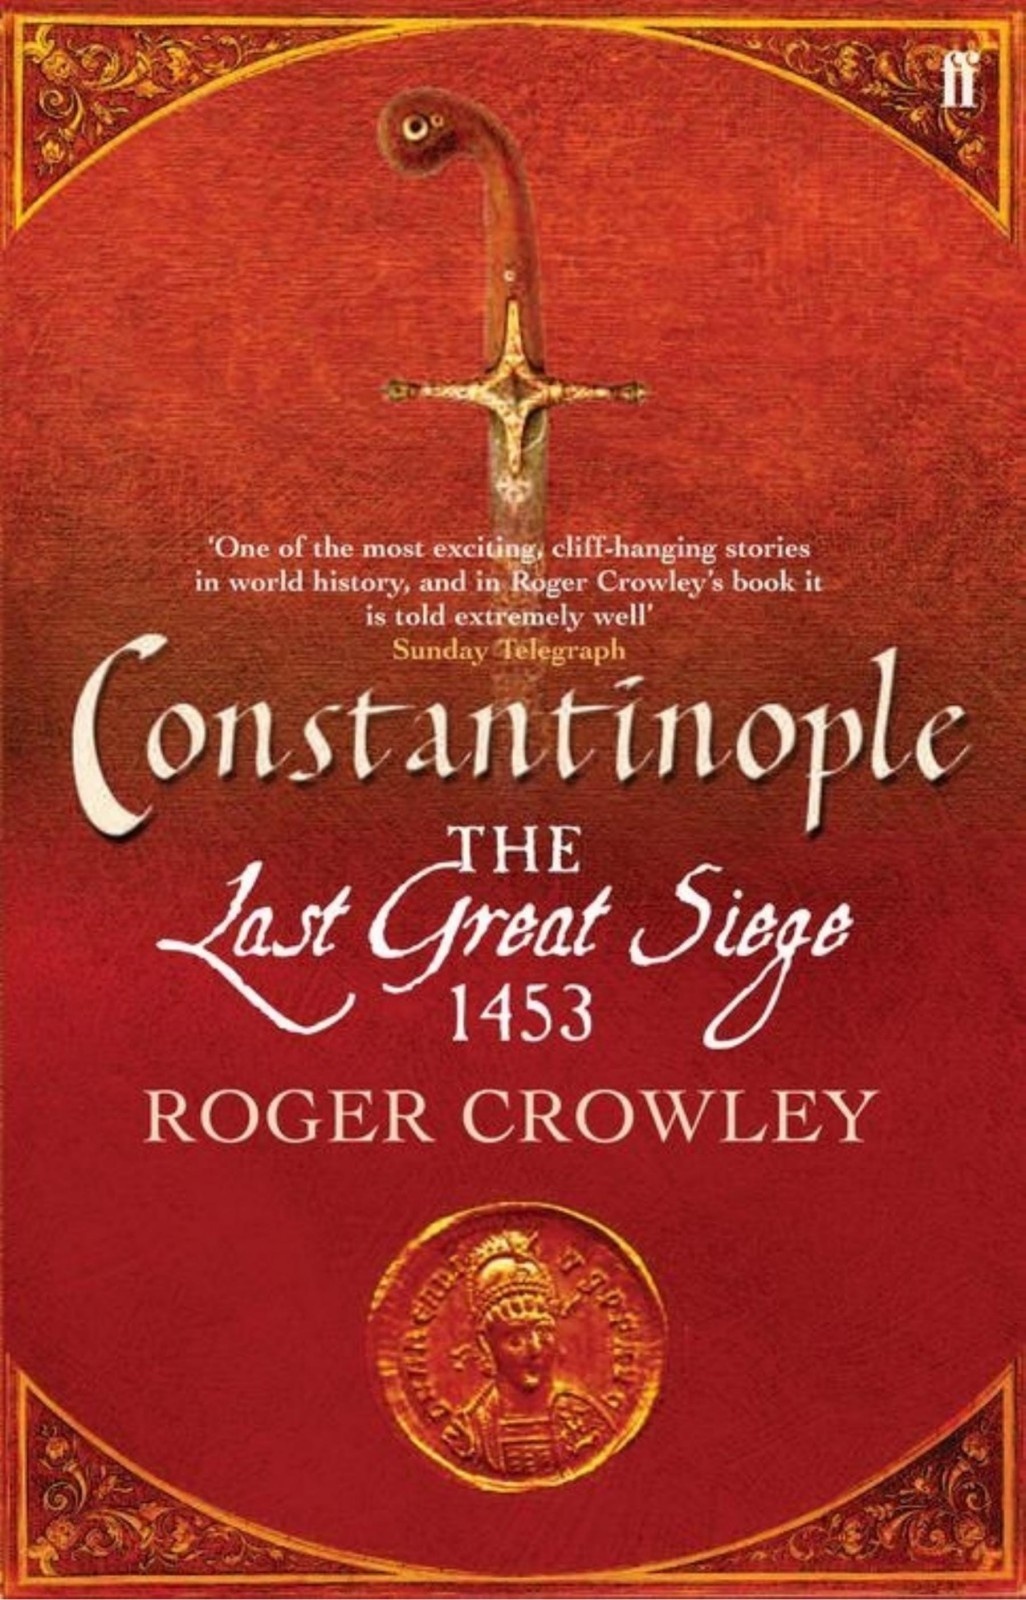 ff
'One of the most exciting, cliff-hanging stories
in world history, and in Roger Crowley's book it
is told extremely well'
Sunday Telegraph
Constantinople
THE
Last Great Siege
1453
ROGER CROWLEY